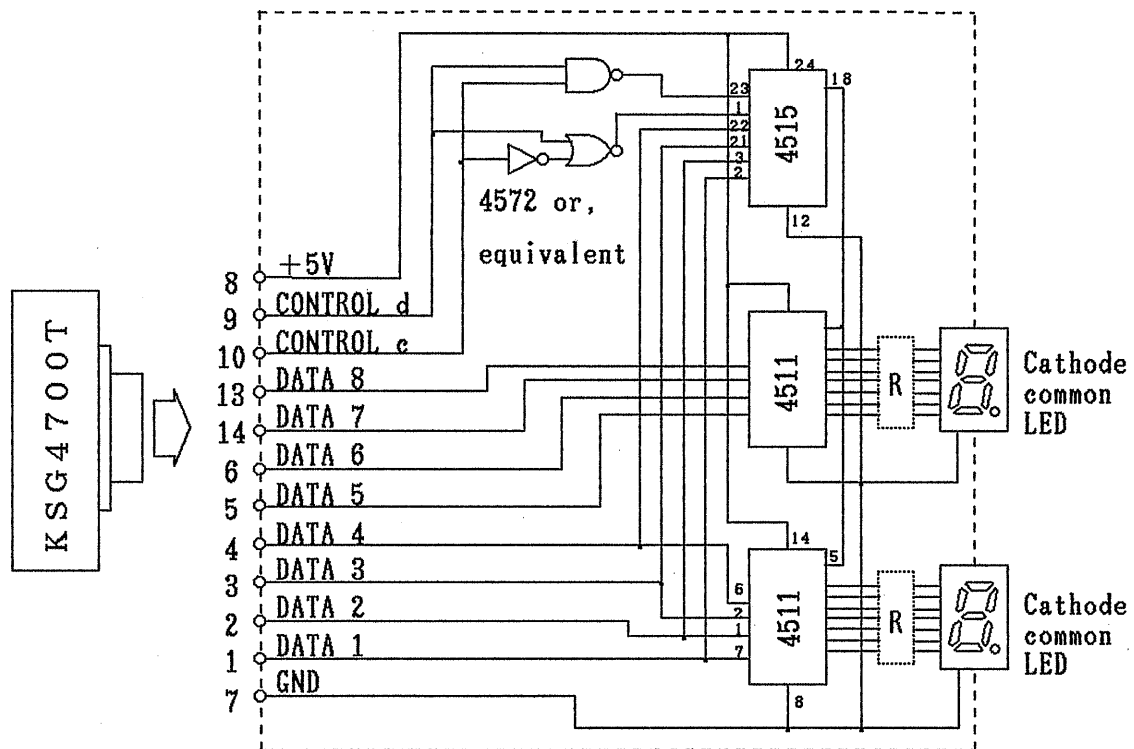 24
18
23
1
22
21
3
2
4515
12
4572 or,
equivalent
8 +5V
9 CONTROL d
10 CONTROL c
13 DATA 8
14 DATA 7
6 DATA 6
5 DATA 5
4 DATA 4
3 DATA 3
2 DATA 2
1 DATA 1
7 GND
KSG4700T
4511
R
Cathode
common
LED
14
5
6
2
1
7
4511
8
R
Cathode
common
LED